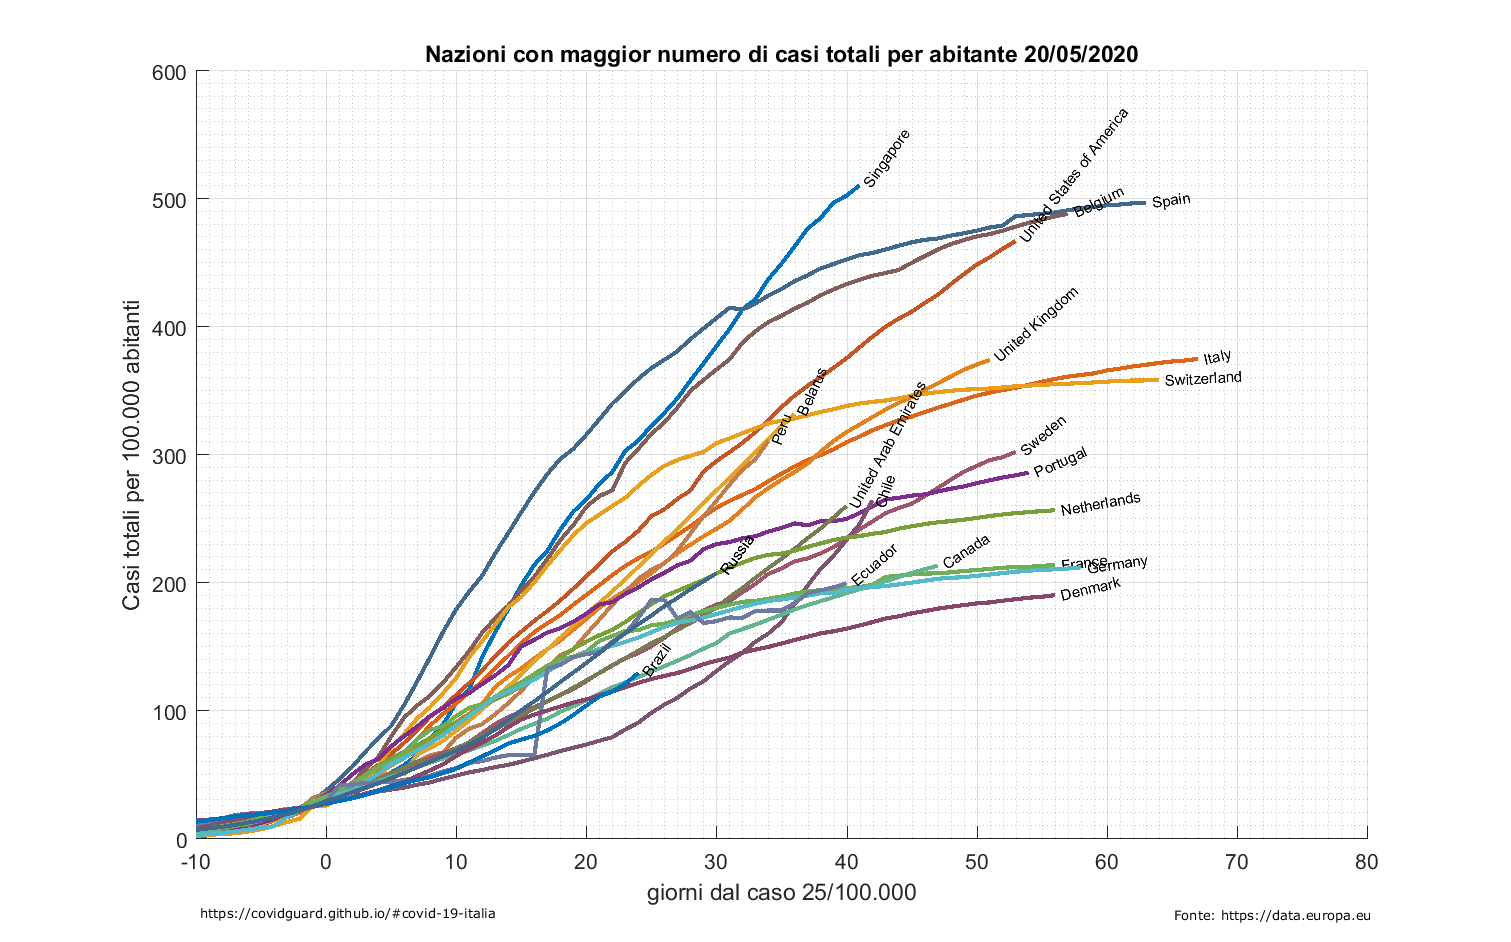 Nazioni con maggior numero di casi totali per abitante 20/05/2020
Casi totali per 100.000 abitanti
600
500
400
300
200
100
0
Singapore
United States of America
Belgium
Spain
United Kingdom
Italy
Switzerland
Belarus
Peru
United Arab Emirates
Chile
Sweden
Portugal
Netherlands
Russia
Ecuador
Canada
France
Germany
Denmark
Brazil
-10 0 10 20 30 40 50 60 70 80
giorni dal caso 25/100.000
https://covidguard.github.io/#covid-19-italia
Fonte: https://data.europa.eu